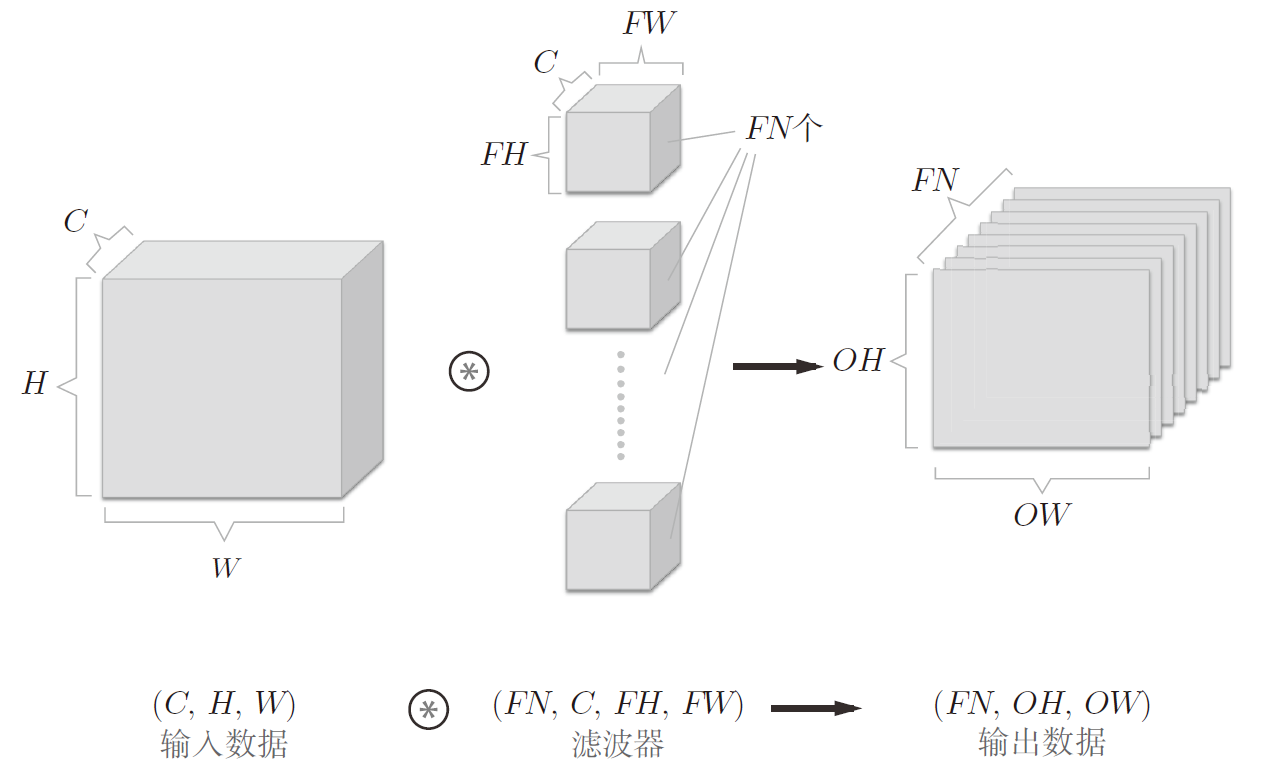 FW
C
FH
FN个
C
H
W
FN
OH
OW
⊛
(C, H, W) ⊛ (FN, C, FH, FW) → (FN, OH, OW)
输入数据 滤波器 输出数据